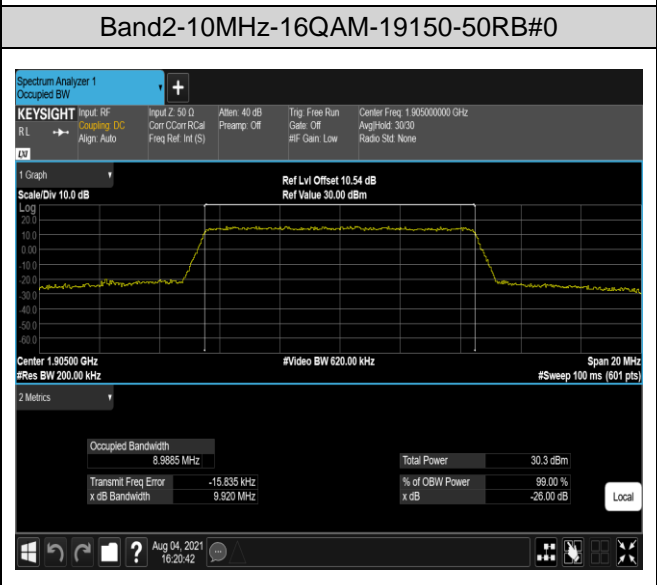 Band2-10MHz-16QAM-19150-50RB#0
Spectrum Analyzer 1
Occupied BW
+
KEYSIGHT
RL
LXI
Input: RF
Coupling: DC
Align: Auto
Input Z: 50 Ω
Corr CCorr RCal
Freq Ref: Int (S)
Atten: 40 dB
Preamp: Off
Trig: Free Run
Gate: Off
#IF Gain: Low
Center Freq: 1.905000000 GHz
Avg|Hold: 30/30
Radio Std: None
1 Graph
Scale/Div 10.0 dB
Ref Lvl Offset 10.54 dB
Ref Value 30.00 dBm
Log
20.0
10.0
0.00
-10.0
-20.0
-30.0
-40.0
-50.0
-60.0
Center 1.90500 GHz
#Res BW 200.00 kHz
#Video BW 620.00 kHz
Span 20 MHz
#Sweep 100 ms (601 pts)
2 Metrics
Occupied Bandwidth
8.9885 MHz
Transmit Freq Error -15.835 kHz
x dB Bandwidth 9.920 MHz
Total Power 30.3 dBm
% of OBW Power 99.00 %
x dB -26.00 dB
Local
?
Aug 04, 2021
16:20:42